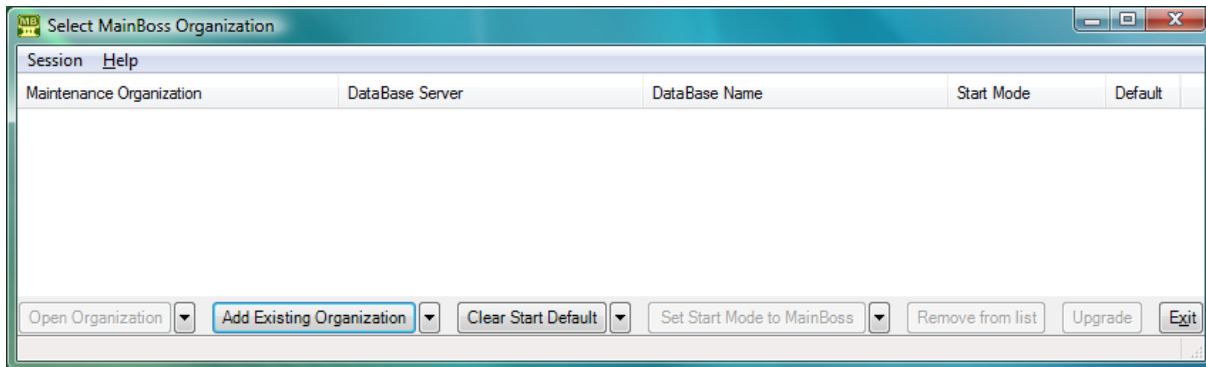 MB
Select MainBoss Organization
Session Help
Maintenance Organization DataBase Server DataBase Name Start Mode Default
Open Organization Add Existing Organization Clear Start Default Set Start Mode to MainBoss Remove from list Upgrade Exit